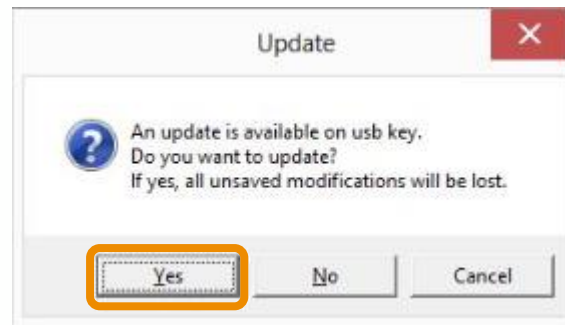 Update
An update is available on usb key.
Do you want to update?
If yes, all unsaved modifications will be lost.
Yes No Cancel